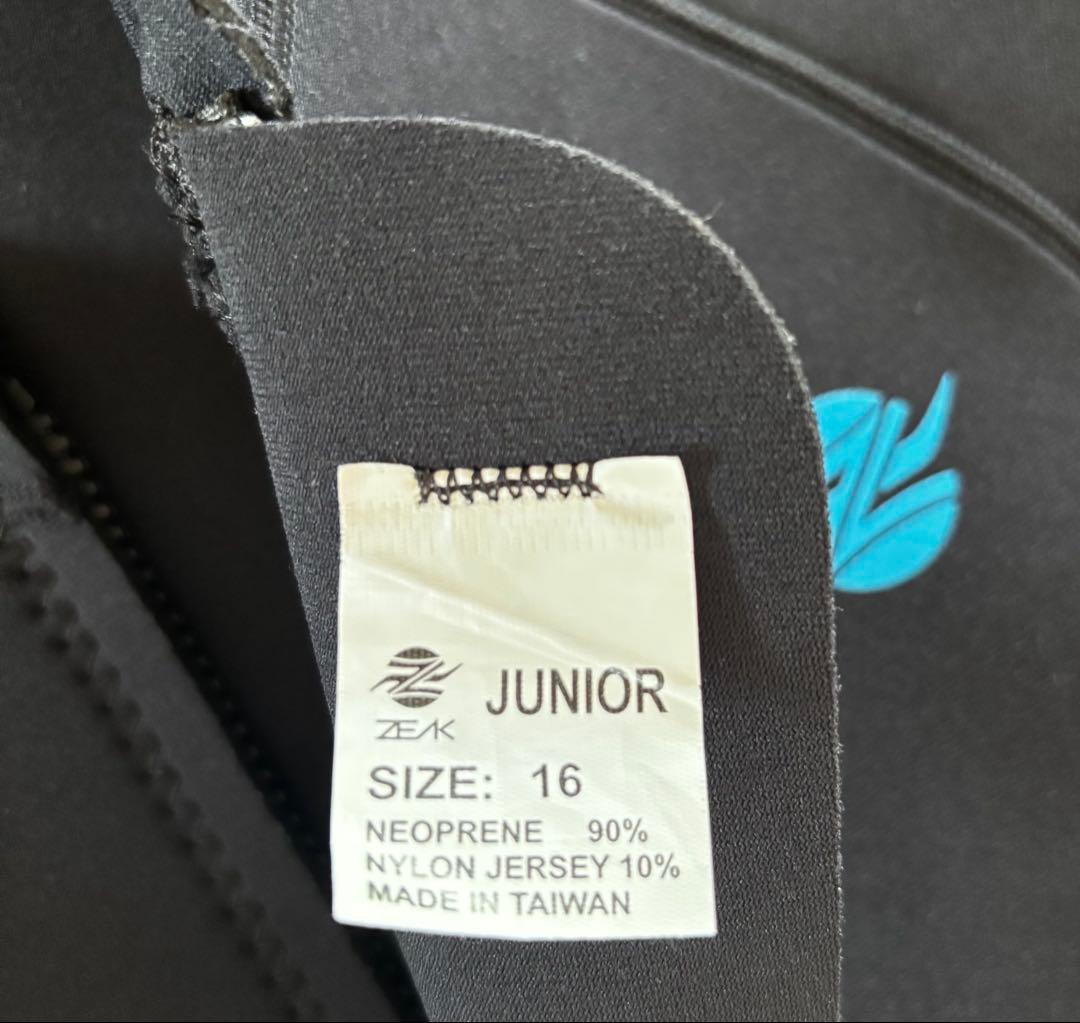 JUNIOR
ZEAK
SIZE: 16
NEOPRENE 90%
NYLON JERSEY 10%
MADE IN TAIWAN